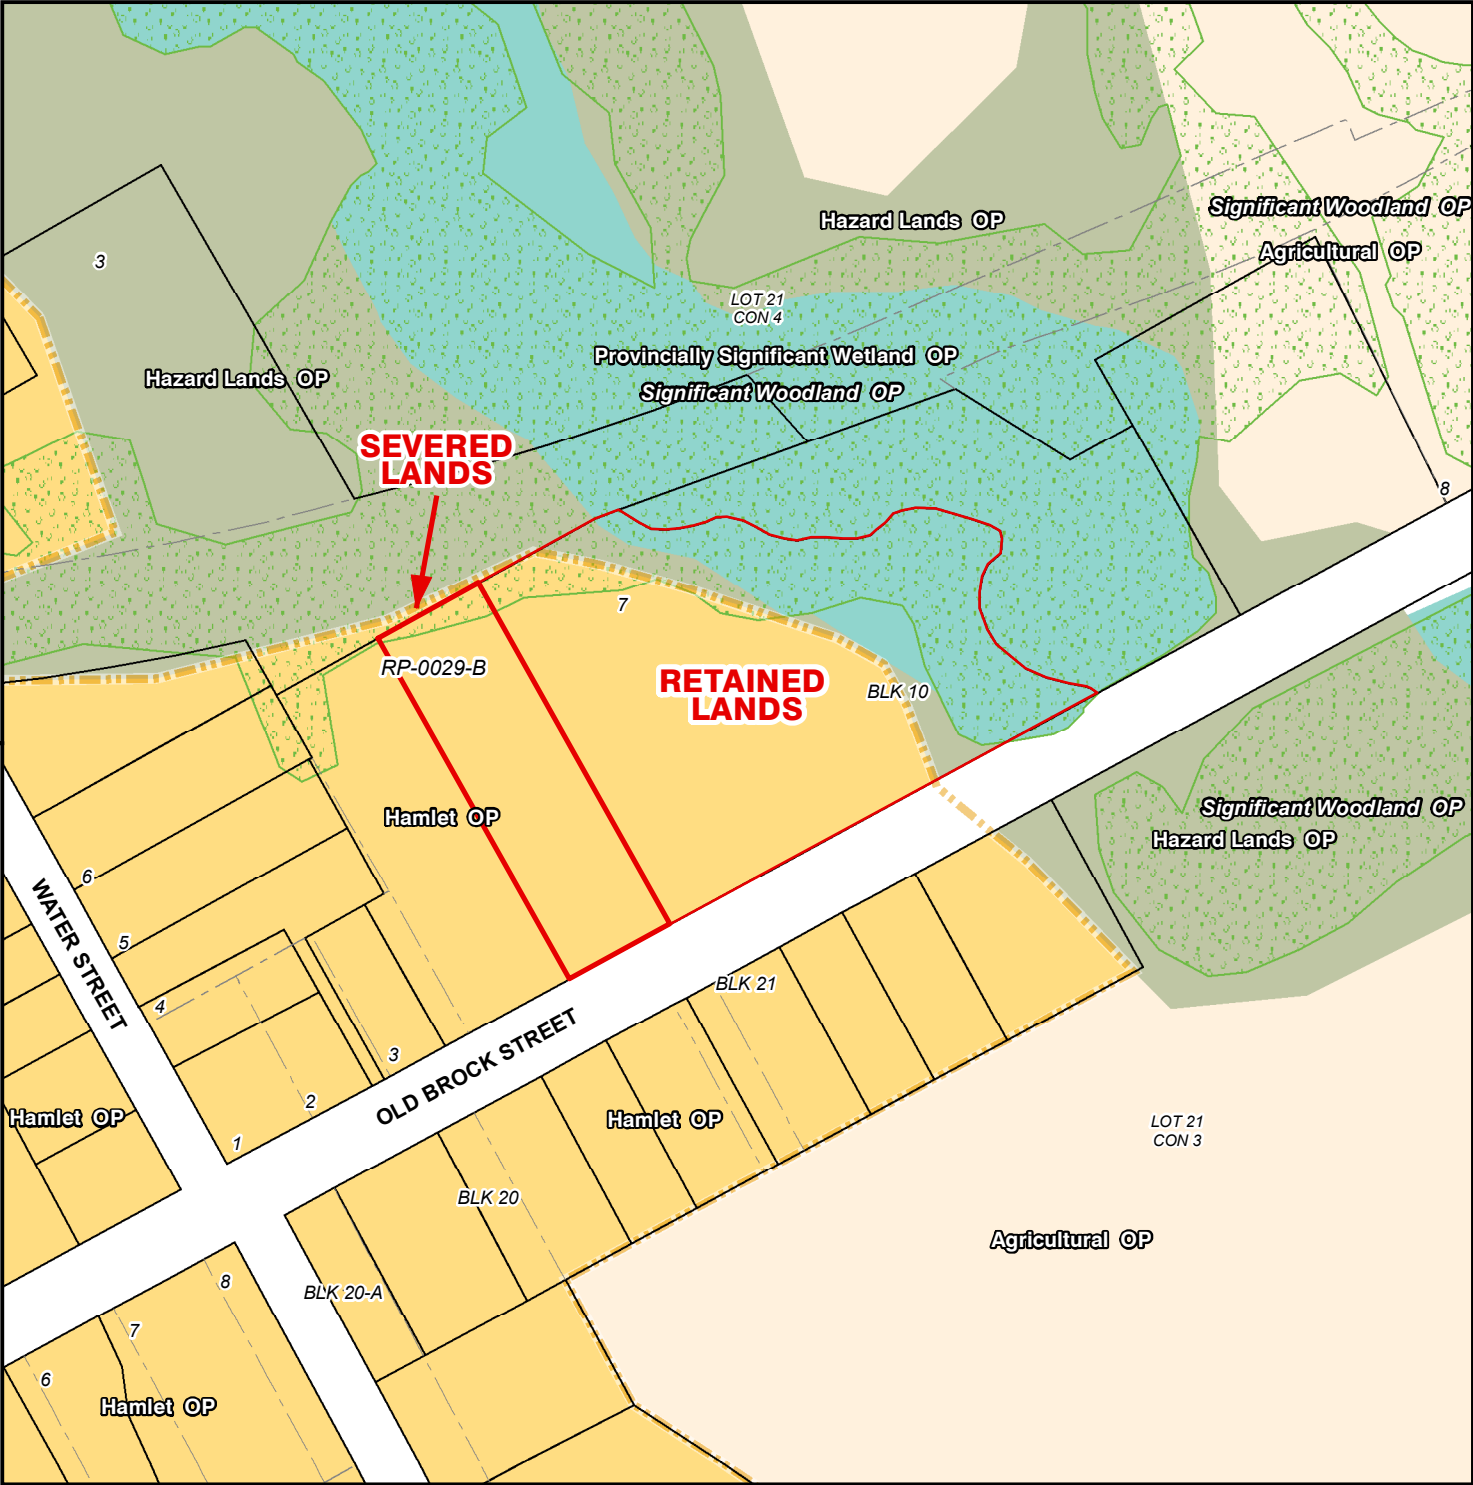 Significant Woodland OP
Hazard Lands OP
Agricultural OP
3
LOT 21
CON 4
Provincially Significant Wetland OP
Hazard Lands OP
Significant Woodland OP
SEVERED
LANDS
8
7
RP-0029-B
RETAINED
LANDS
BLK 10
Hamlet OP
Significant Woodland OP
Hazard Lands OP
6
WATER STREET
5
BLK 21
4
OLD BROCK STREET
3
2
Hamlet OP
Hamlet OP
LOT 21
CON 3
1
BLK 20
Agricultural OP
8
BLK 20-A
7
6
Hamlet OP